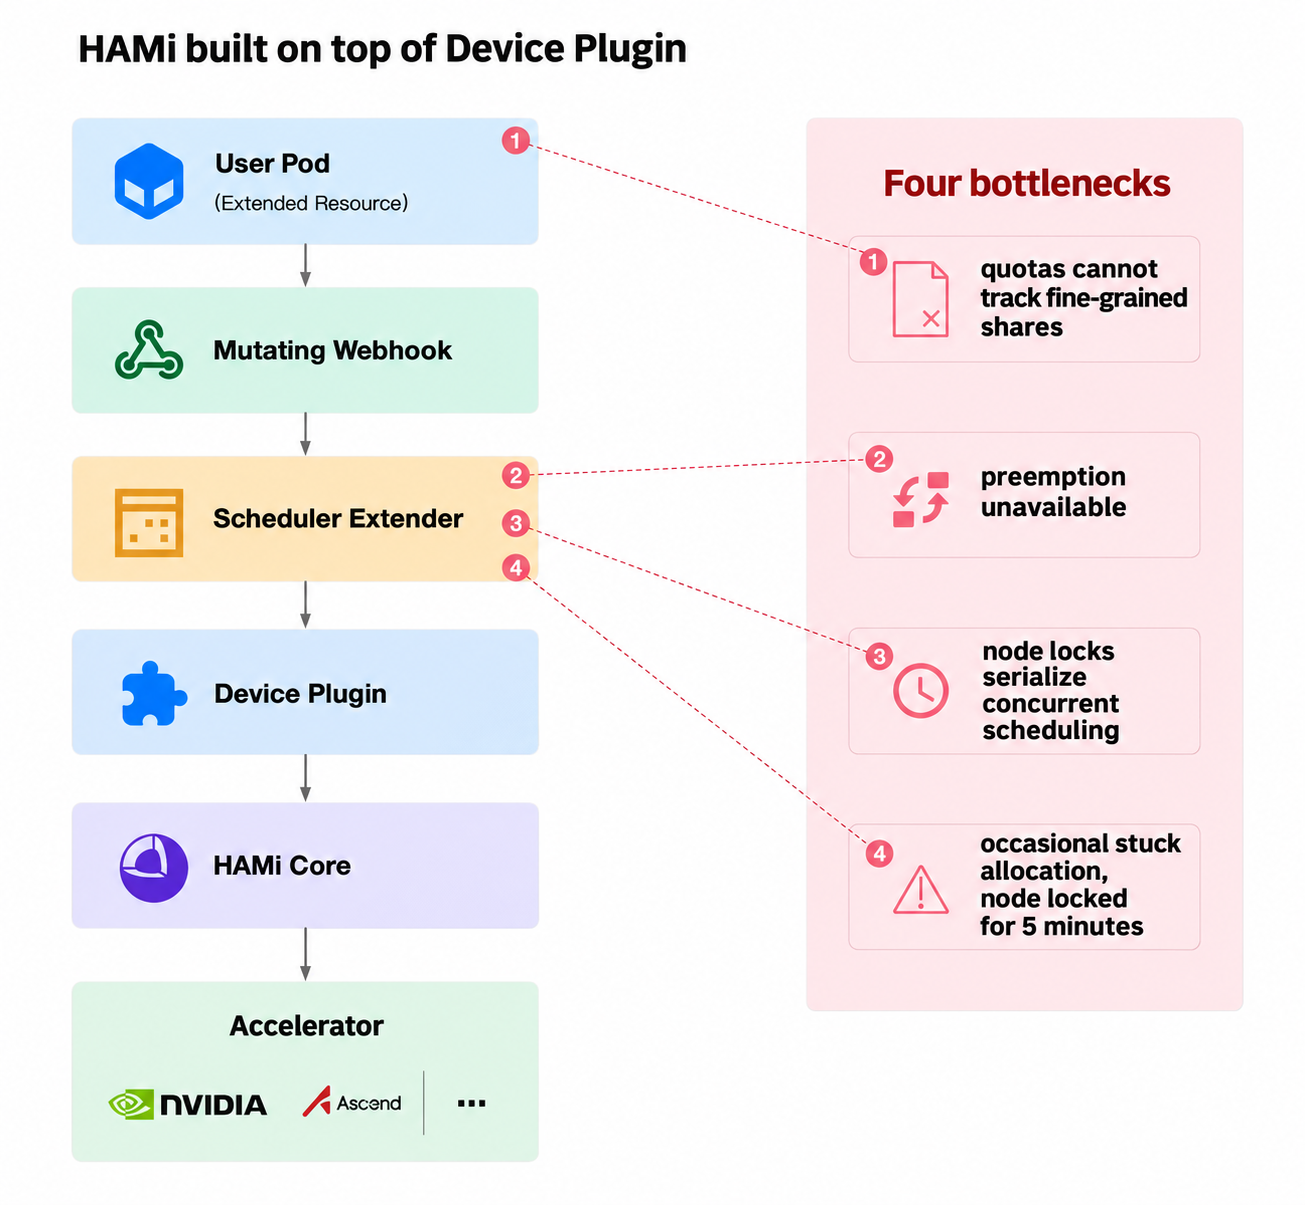 HAMi built on top of Device Plugin
User Pod
(Extended Resource)
1
Mutating Webhook
Scheduler Extender
2
3
4
Device Plugin
HAMi Core
Accelerator
NVIDIA
Ascend
...
Four bottlenecks
1
quotas cannot
track fine-grained
shares
2
preemption
unavailable
3
node locks
serialize
concurrent
scheduling
4
occasional stuck
allocation,
node locked
for 5 minutes